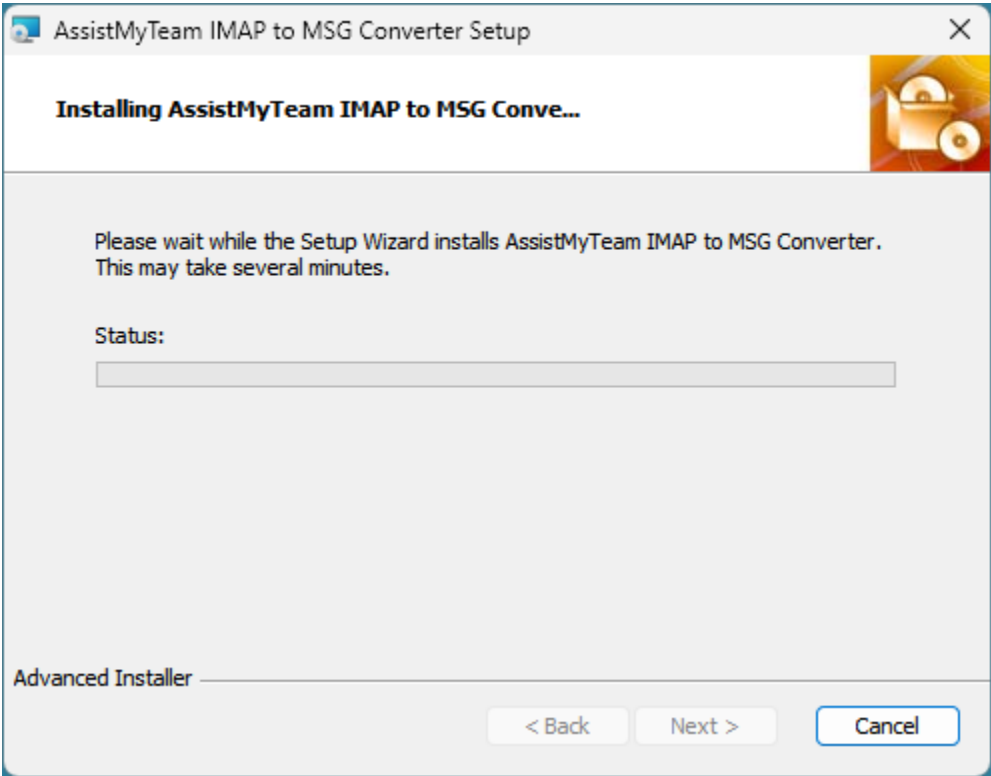 AssistMyTeam IMAP to MSG Converter Setup
Installing AssistMyTeam IMAP to MSG Conve...
Please wait while the Setup Wizard installs AssistMyTeam IMAP to MSG Converter.
This may take several minutes.
Status:
Advanced Installer
< Back
Next >
Cancel